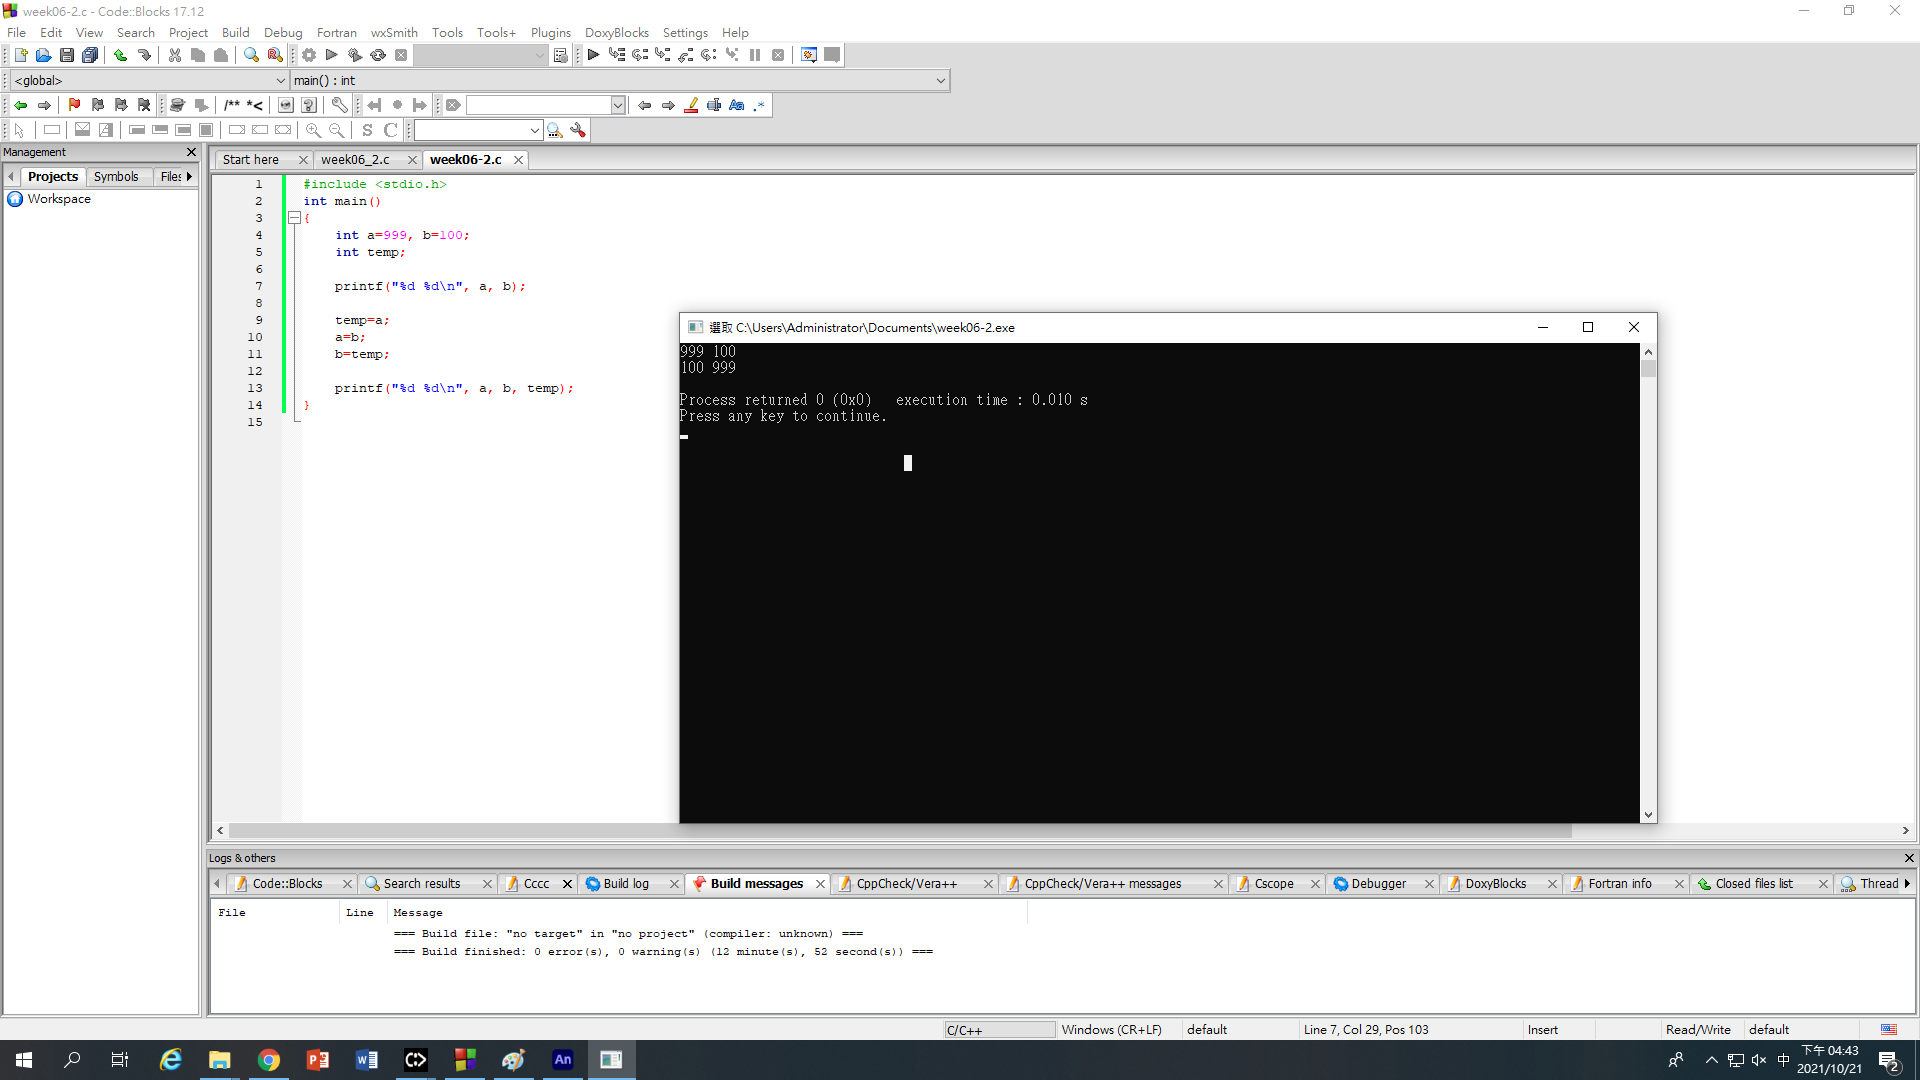 week06-2.c - Code::Blocks 17.12
File Edit View Search Project Build Debug Fortran wxSmith Tools Tools+ Plugins DoxyBlocks Settings Help
<global> main() : int
/** *<
S C
Management
Start here week06_2.c week06-2.c
Projects Symbols Files
Workspace
1 #include <stdio.h>
2 int main()
3 {
4 int a=999, b=100;
5 int temp;
6
7 printf("%d %d\n", a, b);
8
9 temp=a;
10 a=b;
11 b=temp;
12
13 printf("%d %d\n", a, b, temp);
14 }
15
選取 C:\Users\Administrator\Documents\week06-2.exe
999 100
100 999
Process returned 0 (0x0) execution time : 0.010 s
Press any key to continue.
Logs & others
Code::Blocks Search results Cccc Build log Build messages CppCheck/Vera++ CppCheck/Vera++ messages Cscope Debugger DoxyBlocks Fortran info Closed files list Thread
File Line Message
=== Build file: "no target" in "no project" (compiler: unknown) ===
=== Build finished: 0 error(s), 0 warning(s) (12 minute(s), 52 second(s)) ===
C/C++ Windows (CR+LF) default Line 7, Col 29, Pos 103 Insert Read/Write default
中 下午 04:43
2021/10/21
2
An